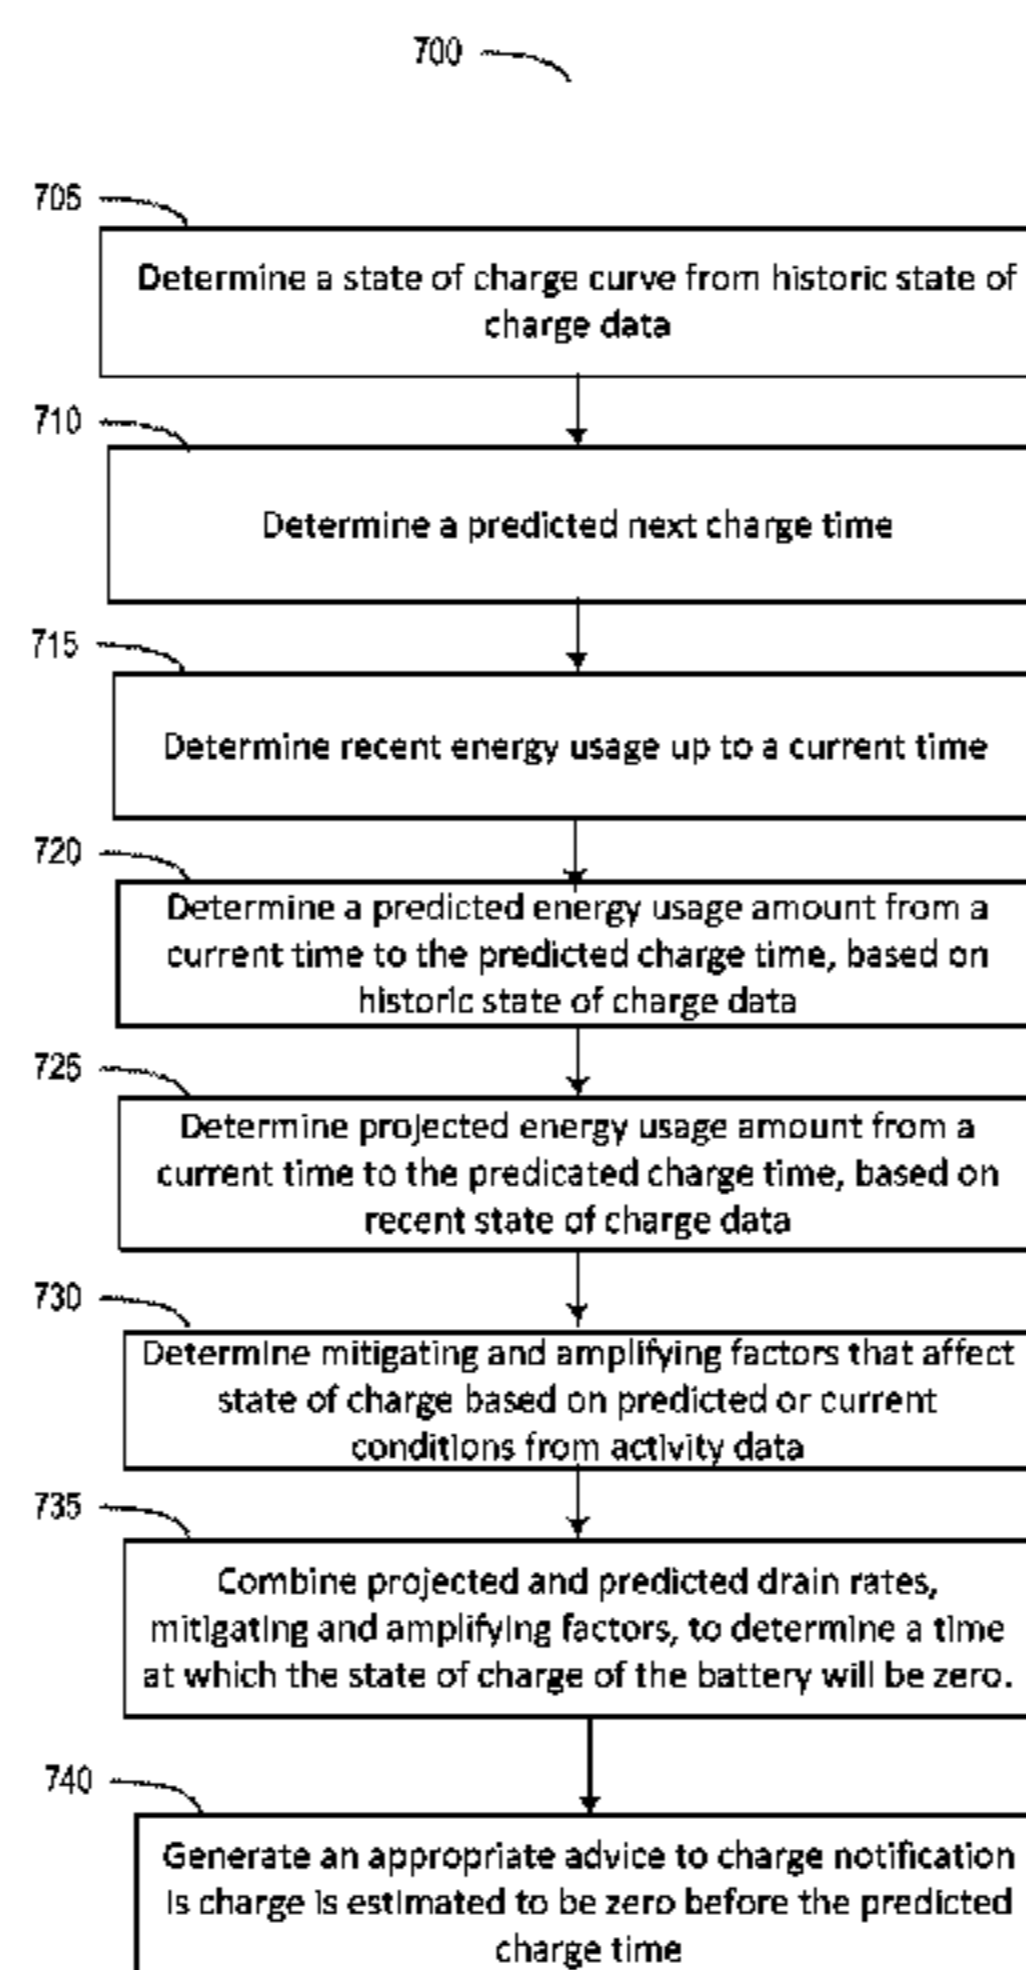 700
705
Determine a state of charge curve from historic state of
charge data
710
Determine a predicted next charge time
715
Determine recent energy usage up to a current time
720
Determine a predicted energy usage amount from a
current time to the predicted charge time, based on
historic state of charge data
725
Determine projected energy usage amount from a
current time to the predicated charge time, based on
recent state of charge data
730
Determine mitigating and amplifying factors that affect
state of charge based on predicted or current
conditions from activity data
735
Combine projected and predicted drain rates,
mitigating and amplifying factors, to determine a time
at which the state of charge of the battery will be zero.
740
Generate an appropriate advice to charge notification
is charge is estimated to be zero before the predicted
charge time